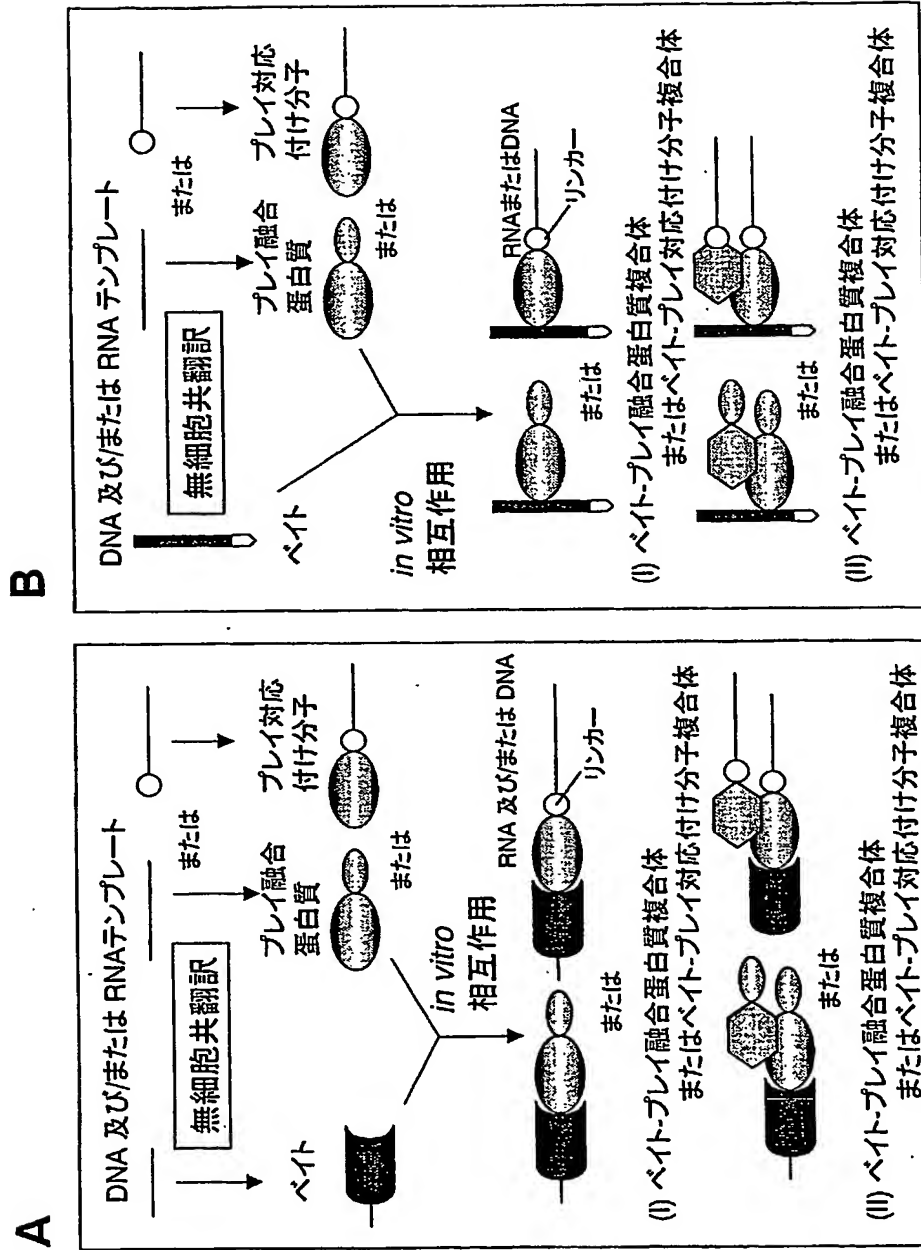 A
DNA 及び/または RNAテンプレート
無細胞共翻訳
または
ベイト
プレイ融合
蛋白質
プレイ対応
付け分子
または
in vitro
相互作用
RNA 及び/または DNA
リンカー
または
(I) ベイト-プレイ融合蛋白質複合体
またはベイト-プレイ対応付け分子複合体
または
(II) ベイト-プレイ融合蛋白質複合体
またはベイト-プレイ対応付け分子複合体
B
DNA 及び/または RNA テンプレート
無細胞共翻訳
または
ベイト
プレイ融合
蛋白質
プレイ対応
付け分子
または
in vitro
相互作用
RNAまたはDNA
リンカー
または
(I) ベイト-プレイ融合蛋白質複合体
またはベイト-プレイ対応付け分子複合体
または
(II) ベイト-プレイ融合蛋白質複合体
またはベイト-プレイ対応付け分子複合体